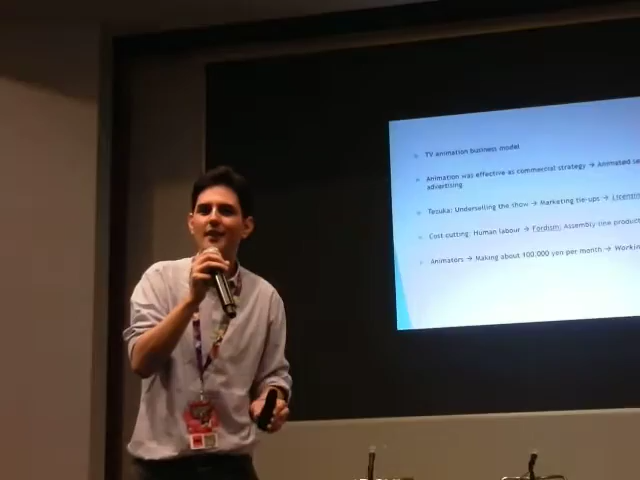 TV animation business model
Animation was effective as commercial strategy → Animated
advertising
Tezuka: Underselling the show → Marketing tie-ups →
Cost cutting: Human labour → Fordism: Assembly-line
Animators → Making about 100.000 yen per month →